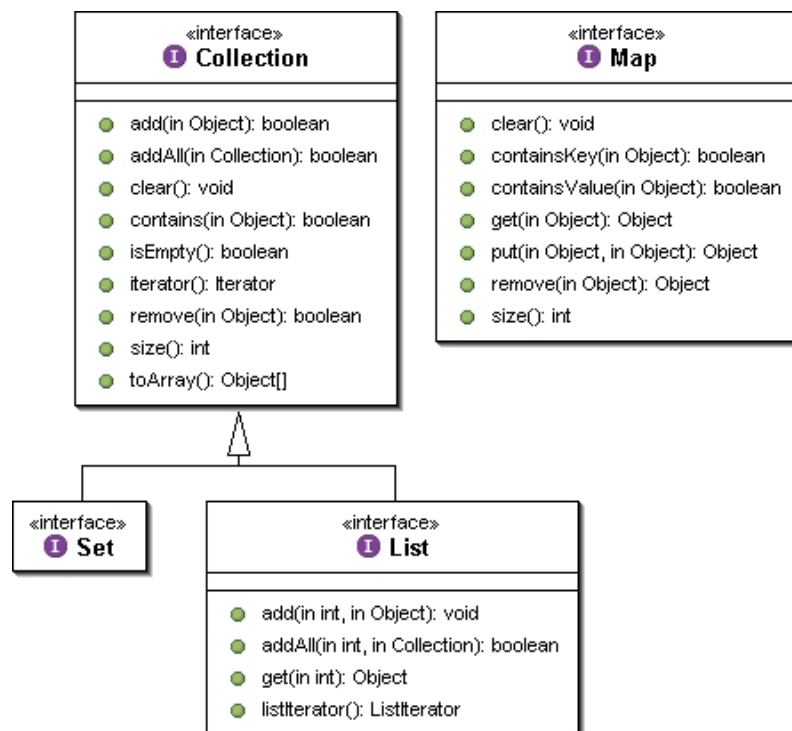 «interface»
I Collection
add(in Object): boolean
addAll(in Collection): boolean
clear(): void
contains(in Object): boolean
isEmpty(): boolean
iterator(): Iterator
remove(in Object): boolean
size(): int
toArray(): Object[]
«interface»
I Map
clear(): void
containsKey(in Object): boolean
containsValue(in Object): boolean
get(in Object): Object
put(in Object, in Object): Object
remove(in Object): Object
size(): int
«interface»
I Set
«interface»
I List
add(in int, in Object): void
addAll(in int, in Collection): boolean
get(in int): Object
listIterator(): ListIterator